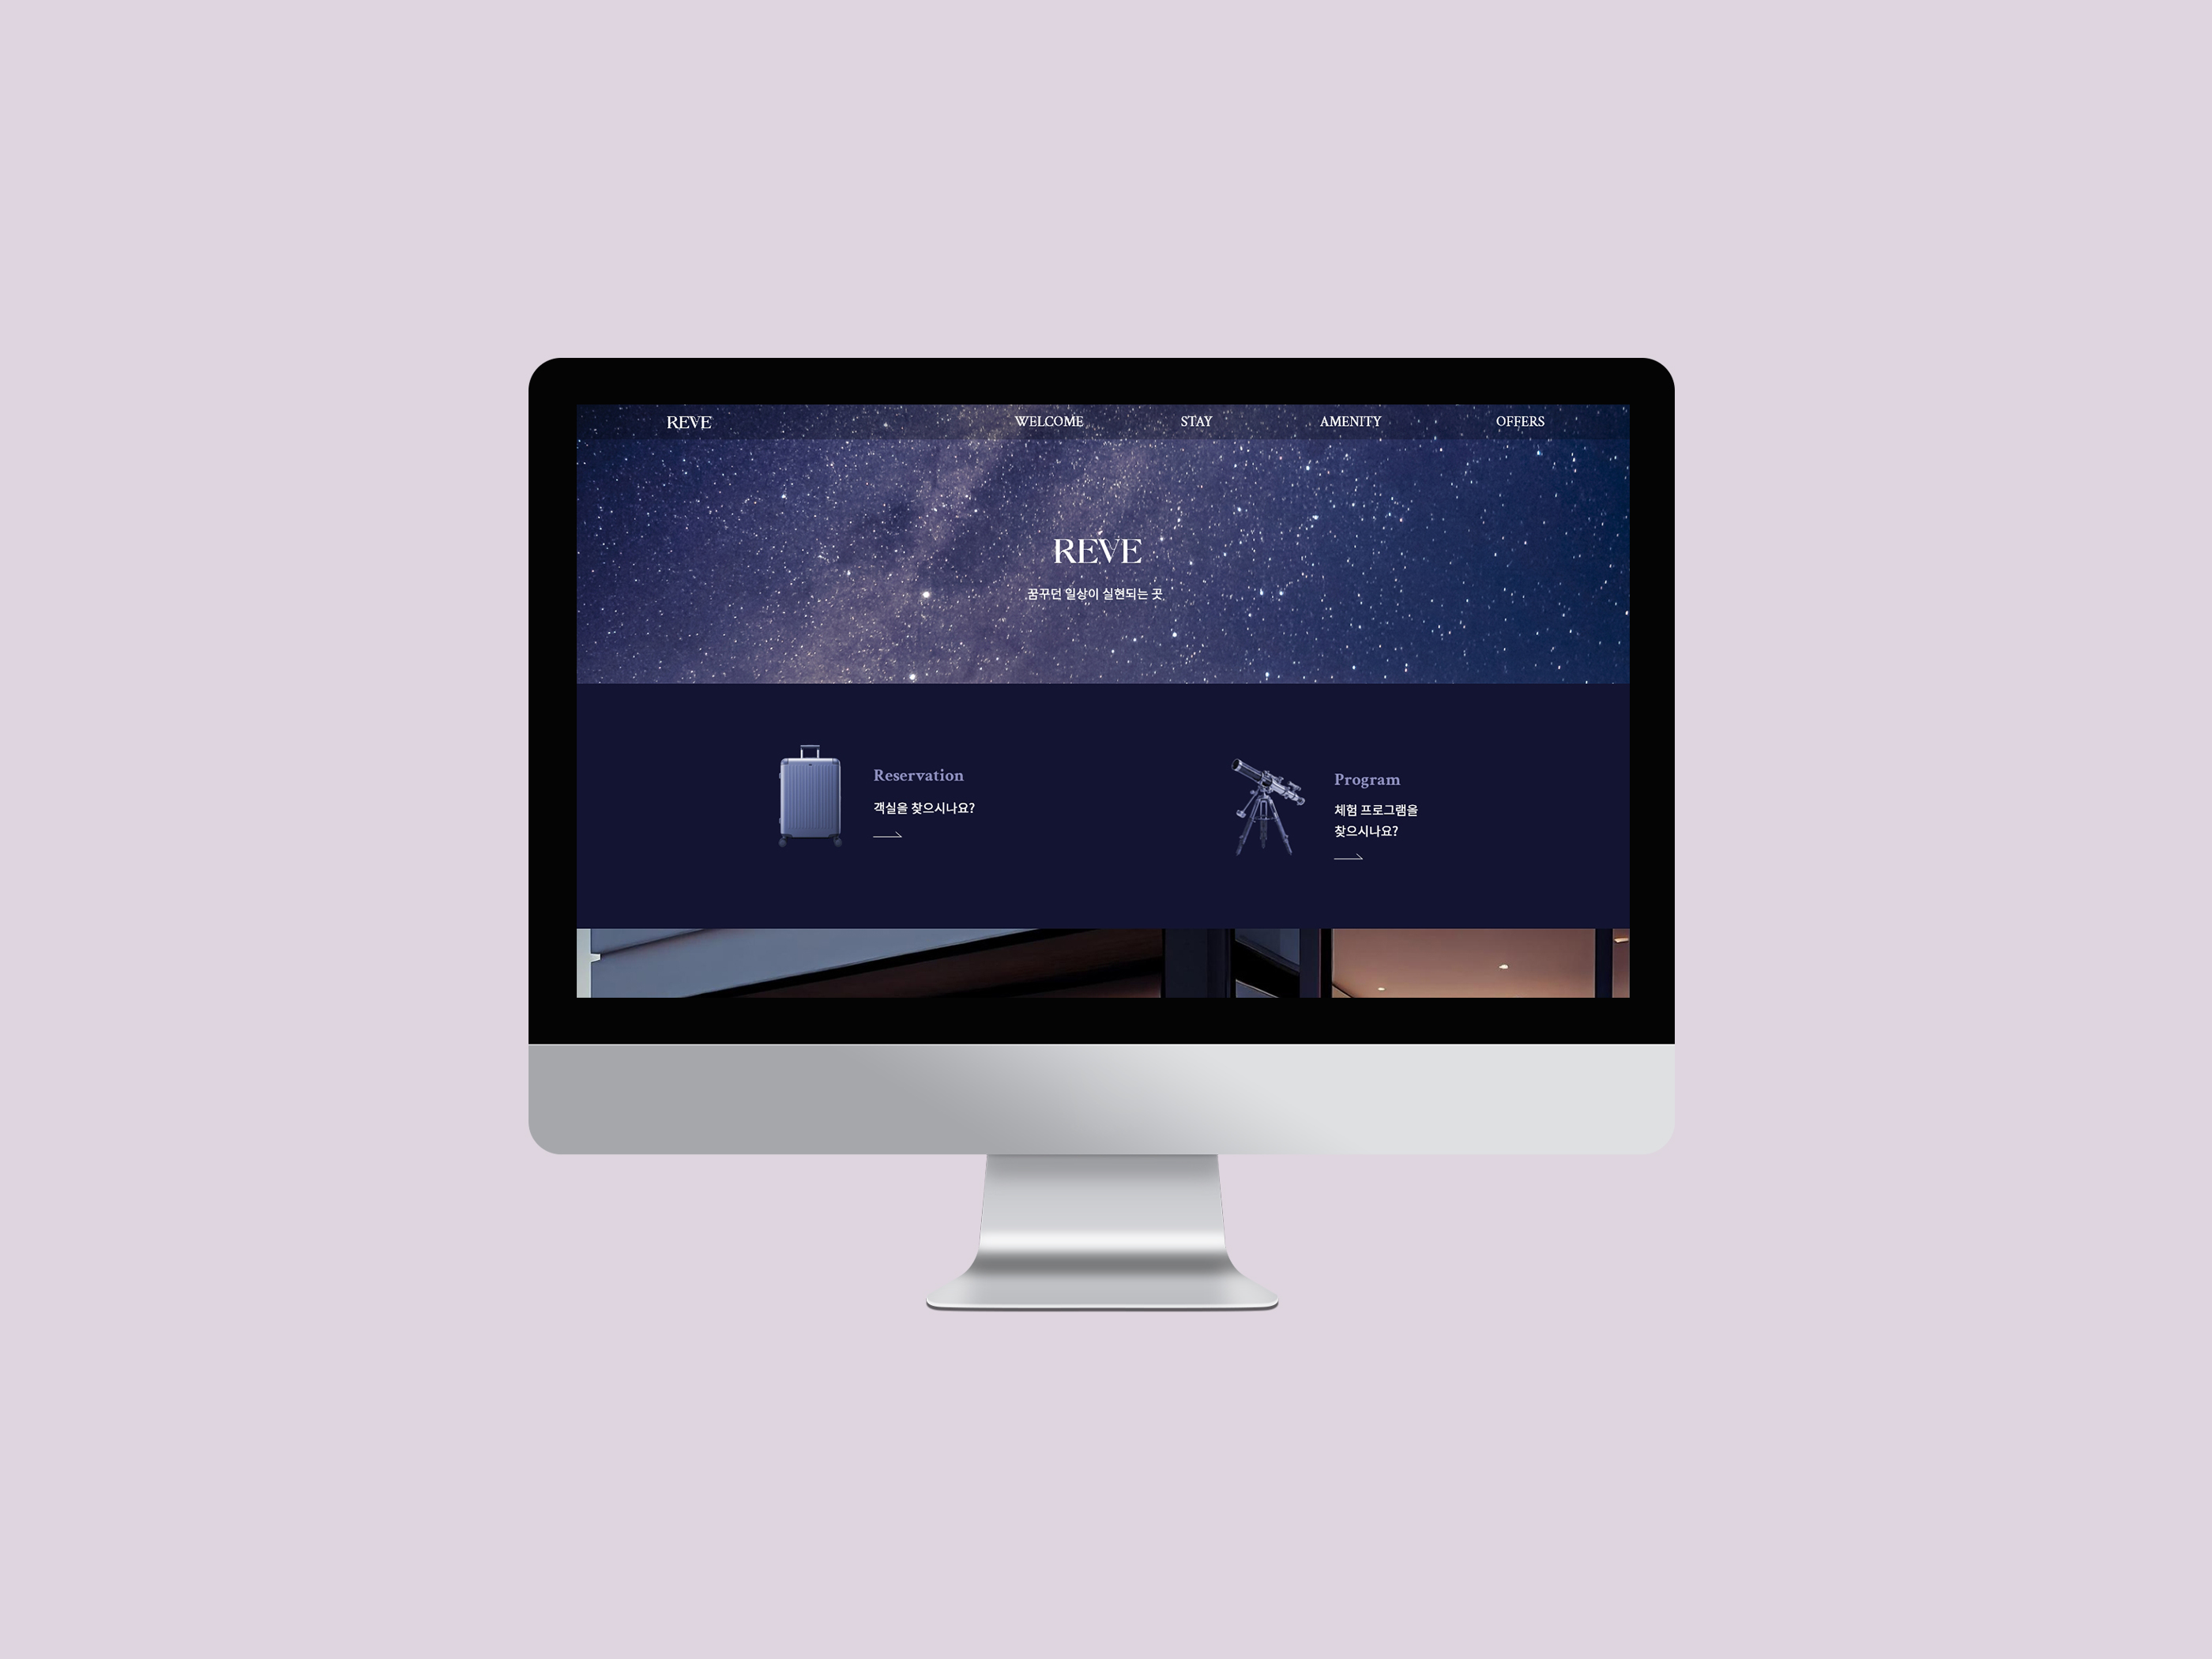 REVE
WELCOME
STAY
AMENITY
OFFERS
REVE
꿈꾸던 일상이 실현되는 곳
Reservation
객실을 찾으시나요?
Program
체험 프로그램을
찾으시나요?